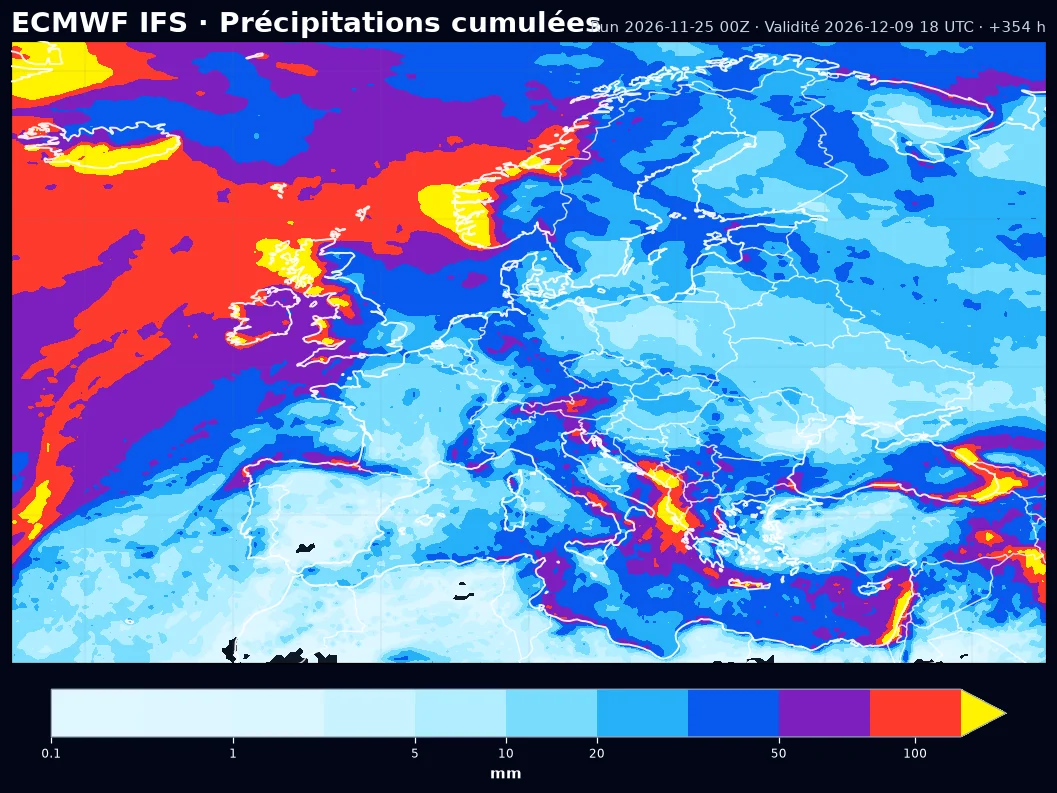 ECMWF IFS · Précipitations cumulées
Run 2026-11-25 00Z · Validité 2026-12-09 18 UTC · +354 h
0.1 1 5 10 20 50 100
mm